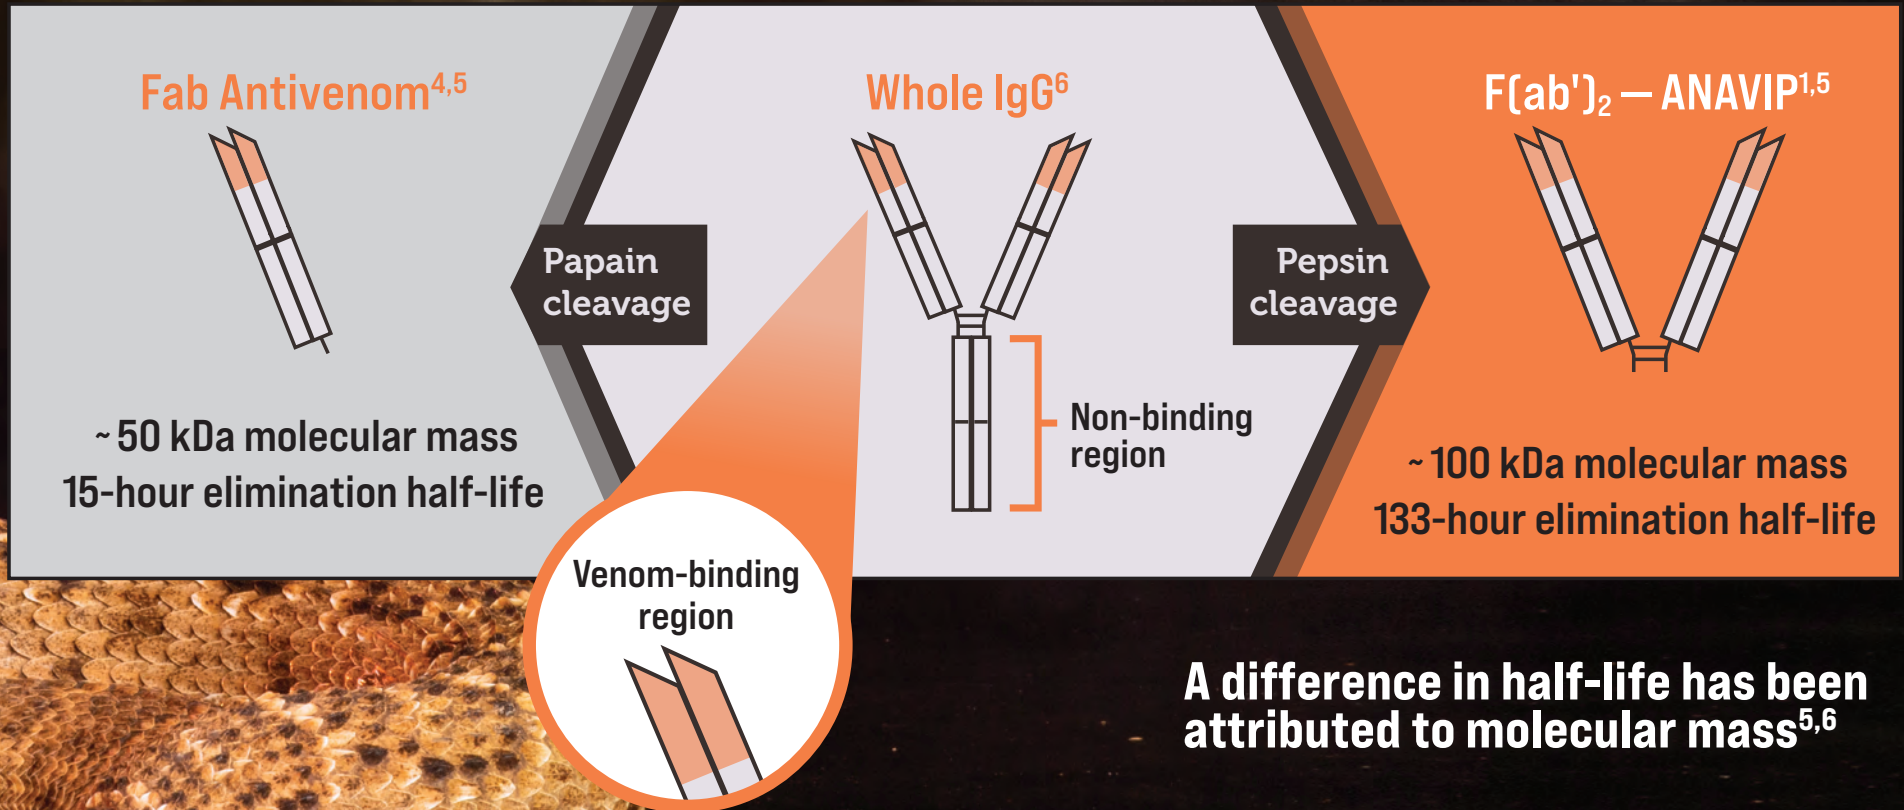 Fab Antivenom4,5
Whole IgG6
F(ab')2 — ANAVIP1,5
Papain
cleavage
Pepsin
cleavage
Non-binding
region
~ 50 kDa molecular mass
15-hour elimination half-life
~ 100 kDa molecular mass
133-hour elimination half-life
Venom-binding
region
A difference in half-life has been
attributed to molecular mass5,6